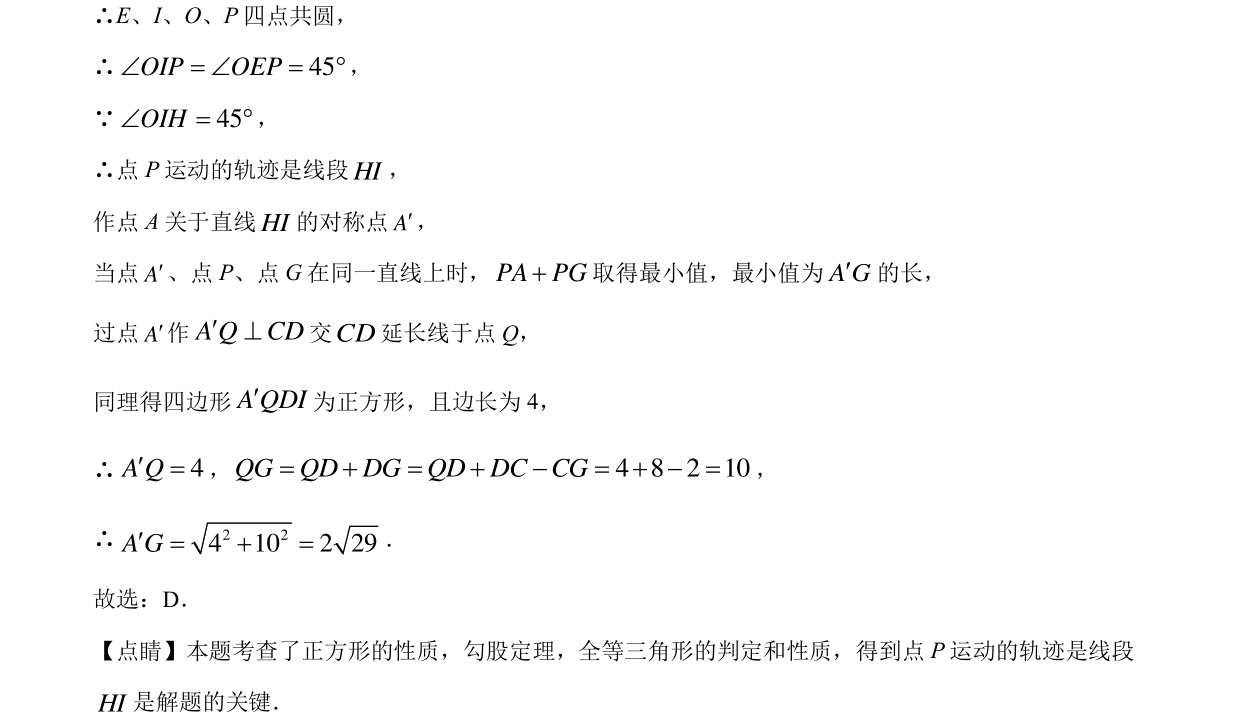 ∴E、I、O、P 四点共圆，
∴ ∠OIP = ∠OEP = 45°，
∵ ∠OIH = 45°，
∴点 P 运动的轨迹是线段 HI ，
作点 A 关于直线 HI 的对称点 A′，
当点 A′ 、点 P、点 G 在同一直线上时， PA + PG 取得最小值，最小值为 A′G 的长，
过点 A′ 作 A′Q ⊥ CD 交 CD 延长线于点 Q，
同理得四边形 A′QDI 为正方形，且边长为 4，
∴ A′Q = 4 ， QG = QD + DG = QD + DC − CG = 4 + 8 − 2 = 10 ，
∴ A′G = √(4² + 10²) = 2√29 ．
故选：D．
【点睛】本题考查了正方形的性质，勾股定理，全等三角形的判定和性质，得到点 P 运动的轨迹是线段
HI 是解题的关键．